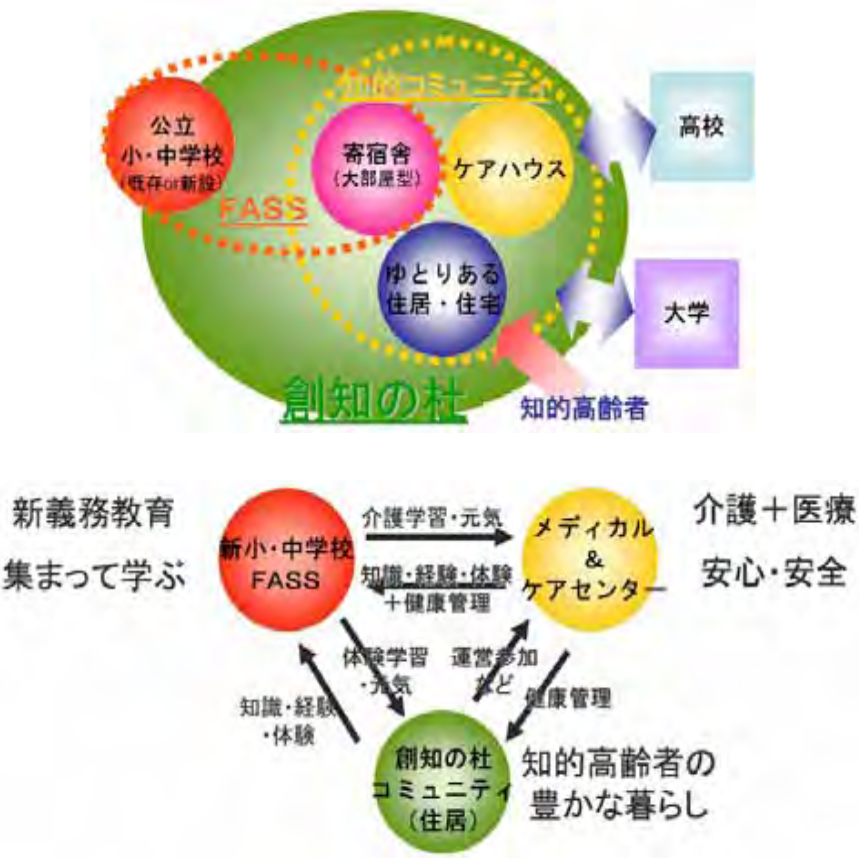 知的コミュニティ
公立
小・中学校
(既存or新設)
寄宿舎
(大部屋型)
ケアハウス
高校
FASS
ゆとりある
住居・住宅
大学
創知の杜
知的高齢者
新義務教育
集まって学ぶ
新小・中学校
FASS
介護学習・元気
知識・経験・体験
＋健康管理
メディカル
&
ケアセンター
介護＋医療
安心・安全
体験学習
・元気
運営参加
など
知識・経験
・体験
健康管理
創知の杜
コミュニティ
(住居)
知的高齢者の
豊かな暮らし